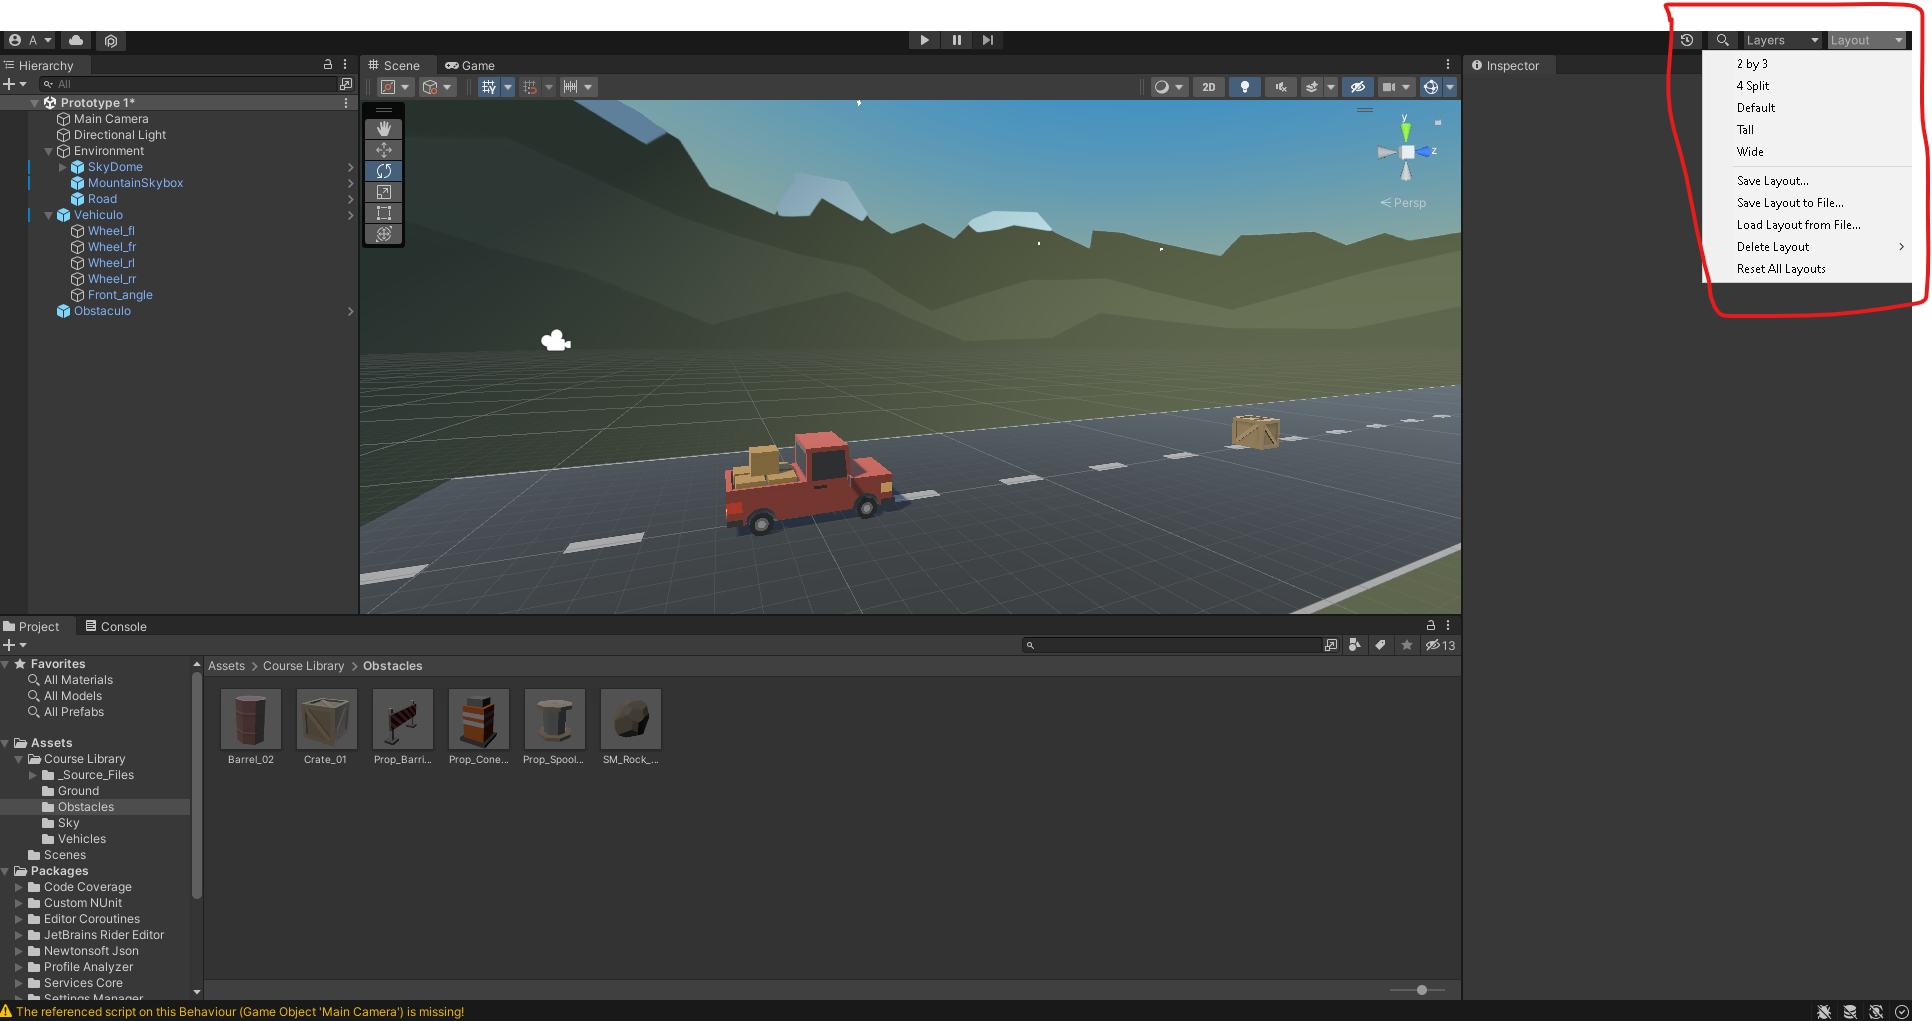 A
Layers
Layout
Hierarchy
All
Prototype 1*
Main Camera
Directional Light
Environment
SkyDome
MountainSkybox
Road
Vehiculo
Wheel_fl
Wheel_fr
Wheel_rl
Wheel_rr
Front_angle
Obstaculo
Scene
Game
2D
y
z
Persp
Inspector
2 by 3
4 Split
Default
Tall
Wide
Save Layout...
Save Layout to File...
Load Layout from File...
Delete Layout
Reset All Layouts
Project
Console
13
Favorites
All Materials
All Models
All Prefabs
Assets
Course Library
_Source_Files
Ground
Obstacles
Sky
Vehicles
Scenes
Packages
Code Coverage
Custom NUnit
Editor Coroutines
JetBrains Rider Editor
Newtonsoft Json
Profile Analyzer
Services Core
Settings Manager
Assets > Course Library > Obstacles
Barrel_02
Crate_01
Prop_Barri...
Prop_Cone...
Prop_Spool...
SM_Rock_...
The referenced script on this Behaviour (Game Object 'Main Camera') is missing!